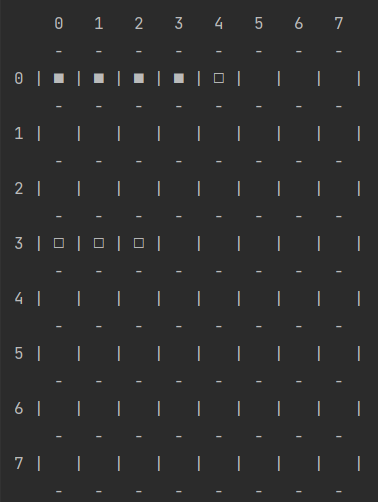 0 1 2 3 4 5 6 7
- - - - - - - -
0 | ■ | ■ | ■ | ■ | □ |   |   |   |
- - - - - - - -
1 |   |   |   |   |   |   |   |   |
- - - - - - - -
2 |   |   |   |   |   |   |   |   |
- - - - - - - -
3 | □ | □ | □ |   |   |   |   |   |
- - - - - - - -
4 |   |   |   |   |   |   |   |   |
- - - - - - - -
5 |   |   |   |   |   |   |   |   |
- - - - - - - -
6 |   |   |   |   |   |   |   |   |
- - - - - - - -
7 |   |   |   |   |   |   |   |   |
- - - - - - - -